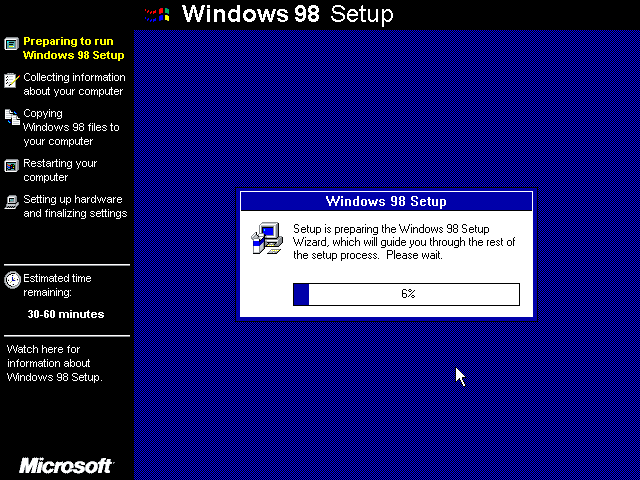 Windows 98 Setup
Preparing to run
Windows 98 Setup
Collecting information
about your computer
Copying
Windows 98 files to
your computer
Restarting your
computer
Setting up hardware
and finalizing settings
Estimated time
remaining:
30-60 minutes
Watch here for
information about
Windows 98 Setup.
Microsoft
Windows 98 Setup
Setup is preparing the Windows 98 Setup
Wizard, which will guide you through the rest of
the setup process.  Please wait.
6%